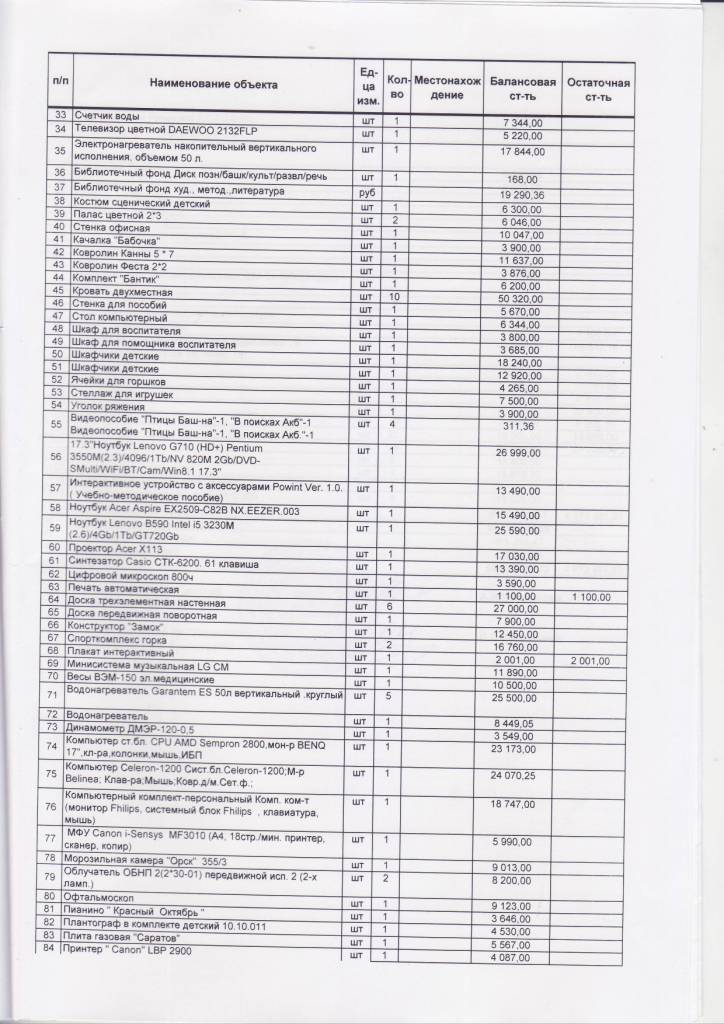 п/п Наименование объекта Ед-ца изм. Кол-во Местонахождение Балансовая ст-ть Остаточная ст-ть
33 Счетчик воды шт 1 7 344,00
34 Телевизор цветной DAEWOO 2132FLP шт 1 5 220,00
35 Электронагреватель накопительный вертикального
исполнения, объемом 50 л. шт 1 17 844,00
36 Библиотечный фонд Диск позн/башк/культ/развл/речь шт 1 168,00
37 Библиотечный фонд худ., метод.,литература руб 19 290,36
38 Костюм сценический детский шт 1 6 300,00
39 Палас цветной 2*3 шт 2 6 046,00
40 Стенка офисная шт 1 10 047,00
41 Качалка "Бабочка" шт 1 3 900,00
42 Ковролин Канны 5 * 7 шт 1 11 637,00
43 Ковролин Феста 2*2 шт 1 3 876,00
44 Комплект "Бантик" шт 1 6 200,00
45 Кровать двухместная шт 10 50 320,00
46 Стенка для пособий шт 1 5 670,00
47 Стол компьютерный шт 1 6 344,00
48 Шкаф для воспитателя шт 1 3 800,00
49 Шкаф для помощника воспитателя шт 1 3 685,00
50 Шкафчики детские шт 1 18 240,00
51 Шкафчики детские шт 1 12 920,00
52 Ячейки для горшков шт 1 4 265,00
53 Стеллаж для игрушек шт 1 7 500,00
54 Уголок ряжения шт 1 3 900,00
55 Видеопособие "Птицы Баш-на"-1, "В поисках Акб"-1
Видеопособие "Птицы Баш-на"-1, "В поисках Акб."-1 шт 4 311,36
56 17.3"Ноутбук Lenovo G710 (HD+) Pentium
3550M(2.3)/4096/1Tb/NV 820M 2Gb/DVD-
SMulti/WiFi/BT/Cam/Win8.1 17.3" шт 1 26 999,00
57 Интерактивное устройство с аксессуарами Powint Ver. 1.0.
( Учебно-методическое пособие) шт 1 13 490,00
58 Ноутбук Acer Aspire EX2509-C82B NX.EEZER.003 шт 1 15 490,00
59 Ноутбук Lenovo B590 Intel i5 3230M
(2.6)/4Gb/1Tb/GT720Gb шт 1 25 590,00
60 Проектор Acer X113 шт 1 17 030,00
61 Синтезатор Casio СТК-6200. 61 клавиша шт 1 13 390,00
62 Цифровой микроскоп 800ч шт 1 3 590,00
63 Печать автоматическая шт 1 1 100,00 1 100,00
64 Доска трехэлементная настенная шт 6 27 000,00
65 Доска передвижная поворотная шт 1 7 900,00
66 Конструктор "Замок" шт 1 12 450,00
67 Спорткомплекс горка шт 2 16 760,00
68 Плакат интерактивный шт 1 2 001,00 2 001,00
69 Минисистема музыкальная LG CM шт 1 11 890,00
70 Весы ВЭМ-150 эл.медицинские шт 1 10 500,00
71 Водонагреватель Garantem ES 50л вертикальный .круглый шт 5 25 500,00
72 Водонагреватель шт 1 8 449,05
73 Динамометр ДМЭР-120-0,5 шт 1 3 549,00
74 Компьютер ст.бл. CPU AMD Sempron 2800,мон-р BENQ
17",кл-ра,колонки,мышь,ИБП шт 1 23 173,00
75 Компьютер Celeron-1200 Сист.бл.Celeron-1200;М-р
Belinea; Клав-ра;Мышь;Ковр.д/м.Сет.ф.; шт 1 24 070,25
76 Компьютерный комплект-персональный Комп. ком-т
(монитор Fhilips, системный блок Fhilips , клавиатура,
мышь) шт 1 18 747,00
77 МФУ Canon i-Sensys MF3010 (А4, 18стр./мин. принтер,
сканер, копир) шт 1 5 990,00
78 Морозильная камера "Орск" 355/3 шт 1 9 013,00
79 Облучатель ОБНП 2(2*30-01) передвижной исп. 2 (2-х
ламп.) шт 2 8 200,00
80 Офтальмоскоп шт 1 9 123,00
81 Пианино " Красный Октябрь " шт 1 3 646,00
82 Плантограф в комплекте детский 10.10.011 шт 1 4 530,00
83 Плита газовая "Саратов" шт 1 5 567,00
84 Принтер " Canon" LBP 2900 шт 1 4 087,00